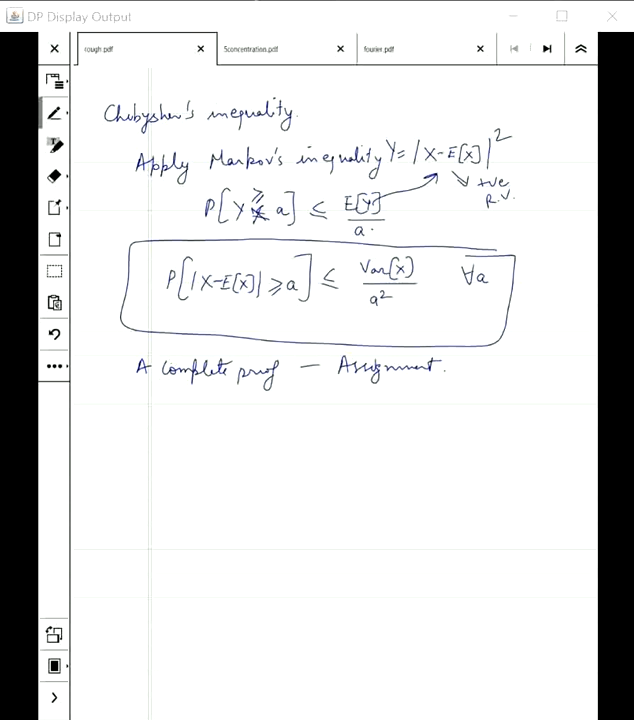 DP Display Output
rough.pdf
5concentration.pdf
fourier.pdf
Chebyshev's inequality.
Apply Markov's inequality Y = |X-E[X]|²
+ve
R.V.
P[Y ≥ a] ≤ E[Y]/a.
P[|X-E[X]| ≥ a] ≤ Var[X]/a² ∀a
A complete proof — Assignment.